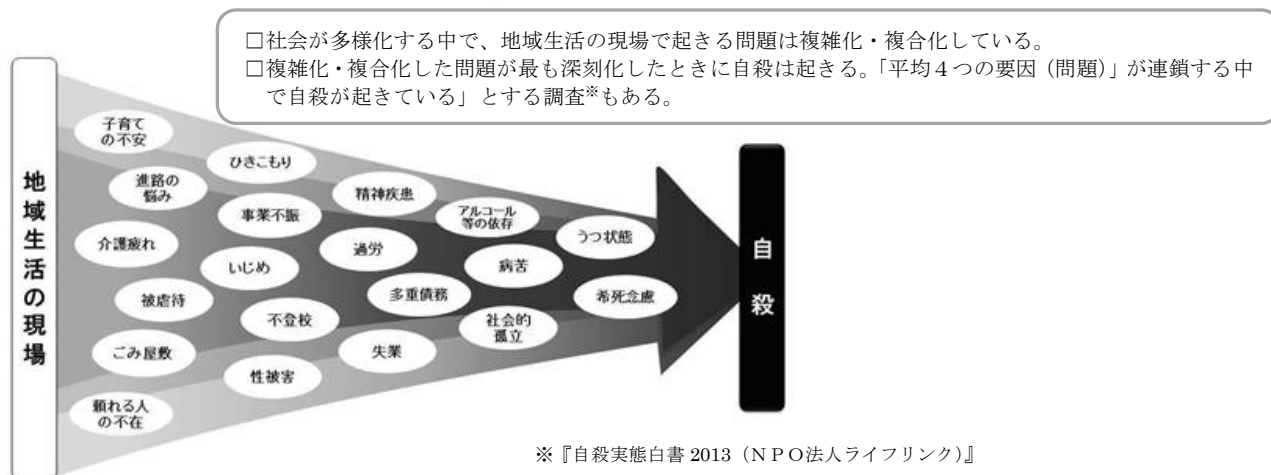 □社会が多様化する中で、地域生活の現場で起きる問題は複雑化・複合化している。
□複雑化・複合化した問題が最も深刻化したときに自殺は起きる。「平均４つの要因（問題）」が連鎖する中
で自殺が起きている」とする調査※もある。
地域生活の現場
子育て
の不安
ひきこもり
進路の
悩み
精神疾患
事業不振
アルコール
等の依存
介護疲れ
過労
うつ状態
いじめ
病苦
被虐待
多重債務
希死念慮
不登校
社会的
孤立
ごみ屋敷
失業
性被害
頼れる人
の不在
自殺
※『自殺実態白書 2013（ＮＰＯ法人ライフリンク）』